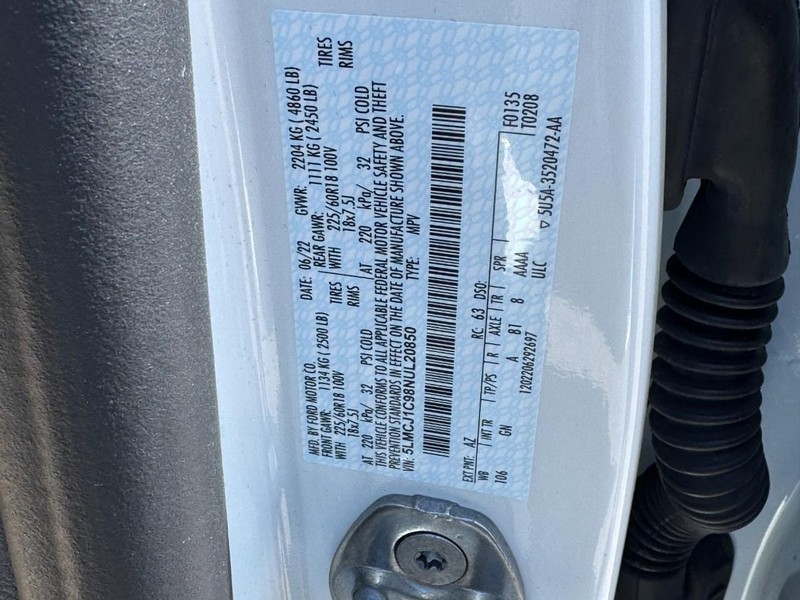 MFD. BY FORD MOTOR CO.
DATE: 06/22 GVWR: 2204 KG ( 4860 LB)
FRONT GAWR: 1134 KG ( 2500 LB) REAR GAWR: 1111 KG ( 2450 LB)
WITH 225/60R18 100V TIRES WITH 225/60R18 100V TIRES
18x7.5J RIMS 18x7.5J RIMS
AT 220 kPa/ 32 PSI COLD AT 220 kPa/ 32 PSI COLD
THIS VEHICLE CONFORMS TO ALL APPLICABLE FEDERAL MOTOR VEHICLE SAFETY AND THEFT
PREVENTION STANDARDS IN EFFECT ON THE DATE OF MANUFACTURE SHOWN ABOVE.
VIN: 5LMCJ1C98NUL20850 TYPE: MPV
EXT PNT: AZ RC: 63 DSO: F0135
WB INT TR TP/PS R AXLE TR SPR T0208
106 GN A B1 8 AAAA
1202206292697 ULC ▽ 5U5A-3520472-AA